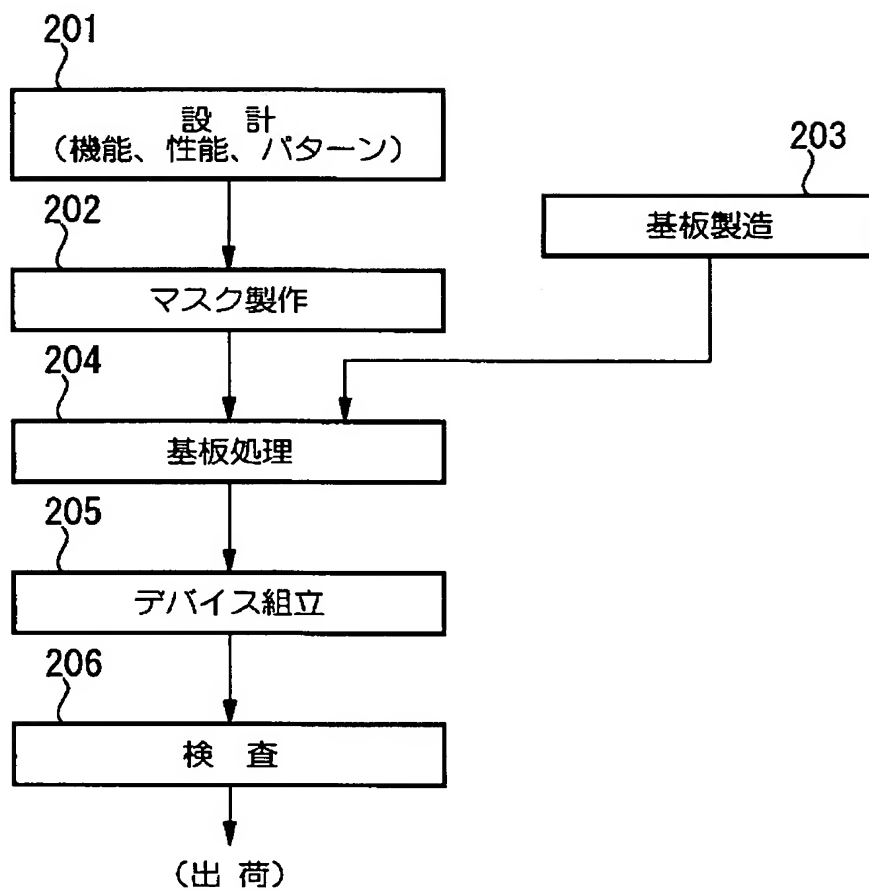 201
設 計
（機能、性能、パターン）
203
基板製造
202
マスク製作
204
基板処理
205
デバイス組立
206
検 査
（出 荷）